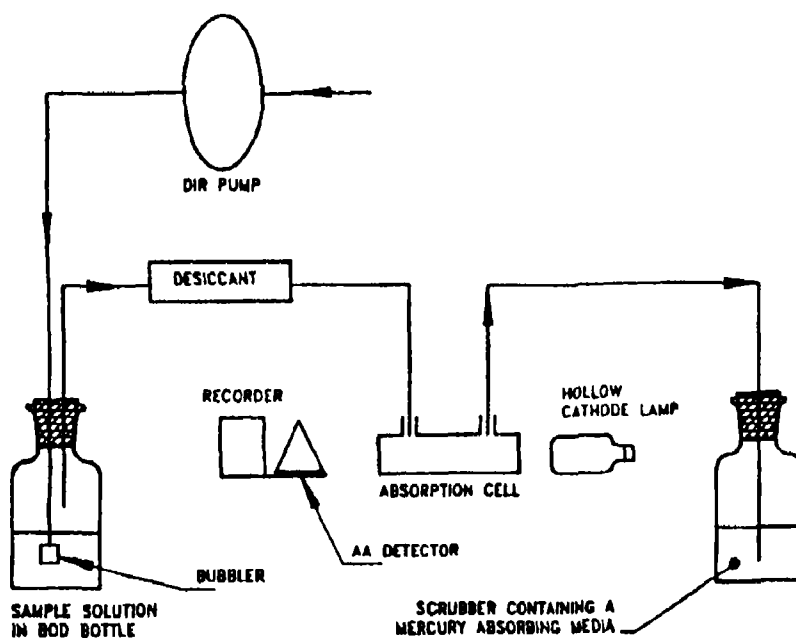 DIR PUMP
DESICCANT
RECORDER
HOLLOW
CATHODE LAMP
ABSORPTION CELL
AA DETECTOR
BUBBLER
SAMPLE SOLUTION
IN BOD BOTTLE
SCRUBBER CONTAINING A
MERCURY ABSORBING MEDIA